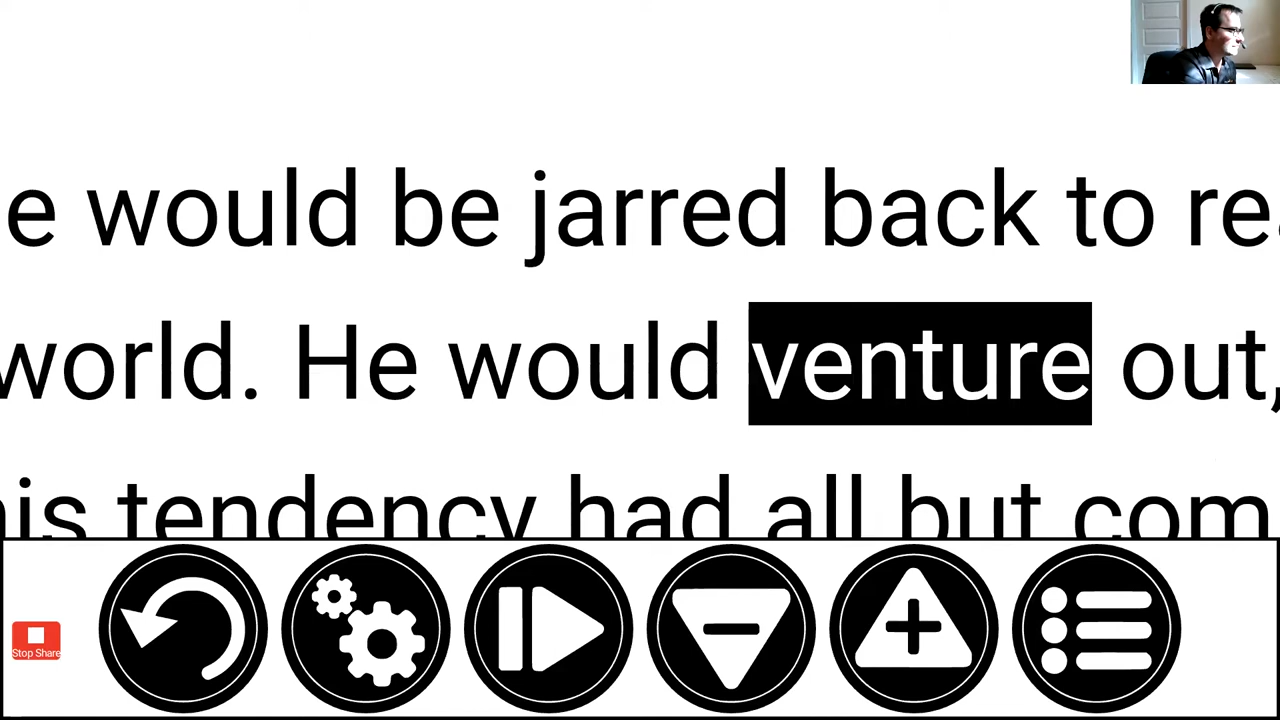 e would be jarred back to re
world. He would venture out,
his tendency had all but com
Stop Share